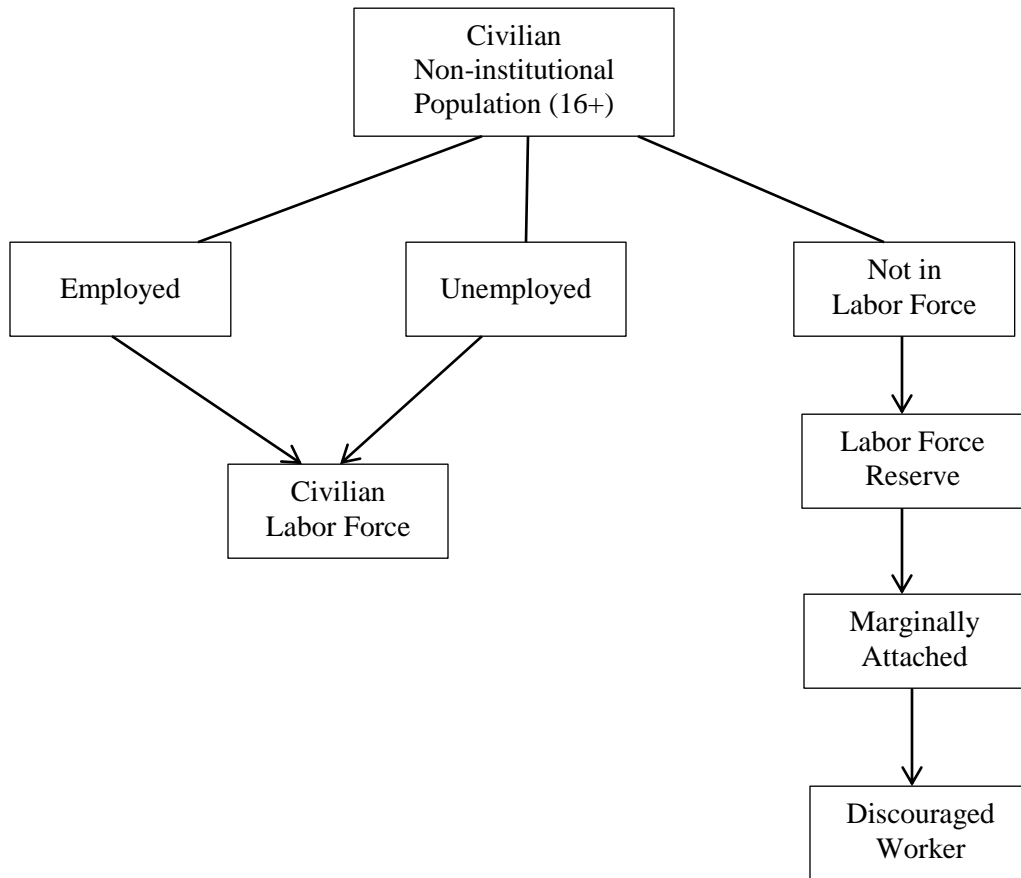 Civilian
Non-institutional
Population (16+)
Employed
Unemployed
Not in
Labor Force
Labor Force
Reserve
Civilian
Labor Force
Marginally
Attached
Discouraged
Worker